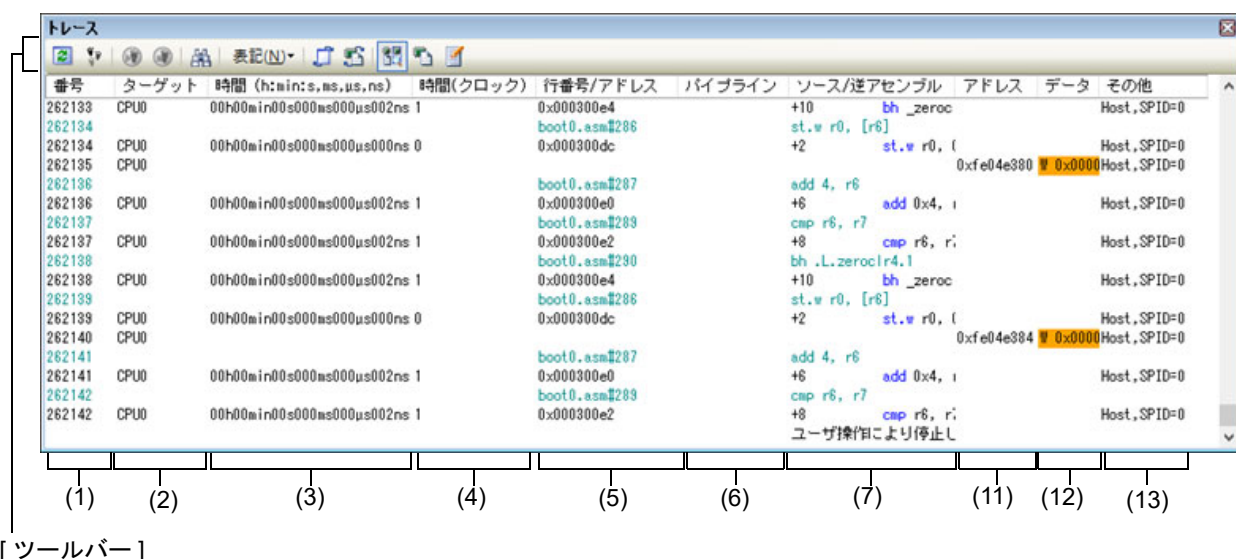 トレース
表記(N)
番号 ターゲット 時間 (h:min:s,ms,μs,ns) 時間(クロック) 行番号/アドレス パイプライン ソース/逆アセンブル アドレス データ その他
262133 CPU0 00h00min00s000ms000μs002ns 1 0x000300e4 +10 bh _zeroc Host,SPID=0
262134 boot0.asm#286 st.w r0, [r6]
262134 CPU0 00h00min00s000ms000μs000ns 0 0x000300dc +2 st.w r0, Host,SPID=0
262135 CPU0 0xfe04e380 W 0x0000 Host,SPID=0
262136 boot0.asm#287 add 4, r6
262136 CPU0 00h00min00s000ms000μs002ns 1 0x000300e0 +6 add 0x4, Host,SPID=0
262137 boot0.asm#289 cmp r6, r7
262137 CPU0 00h00min00s000ms000μs002ns 1 0x000300e2 +8 cmp r6, r7 Host,SPID=0
262138 boot0.asm#290 bh .L.zeroclr4.1
262138 CPU0 00h00min00s000ms000μs002ns 1 0x000300e4 +10 bh _zeroc Host,SPID=0
262139 boot0.asm#286 st.w r0, [r6]
262139 CPU0 00h00min00s000ms000μs000ns 0 0x000300dc +2 st.w r0, Host,SPID=0
262140 CPU0 0xfe04e384 W 0x0000 Host,SPID=0
262141 boot0.asm#287 add 4, r6
262141 CPU0 00h00min00s000ms000μs002ns 1 0x000300e0 +6 add 0x4, Host,SPID=0
262142 boot0.asm#289 cmp r6, r7
262142 CPU0 00h00min00s000ms000μs002ns 1 0x000300e2 +8 cmp r6, r7 Host,SPID=0
ユーザ操作により停止し
(1) (2) (3) (4) (5) (6) (7) (11) (12) (13)
[ ツールバー ]